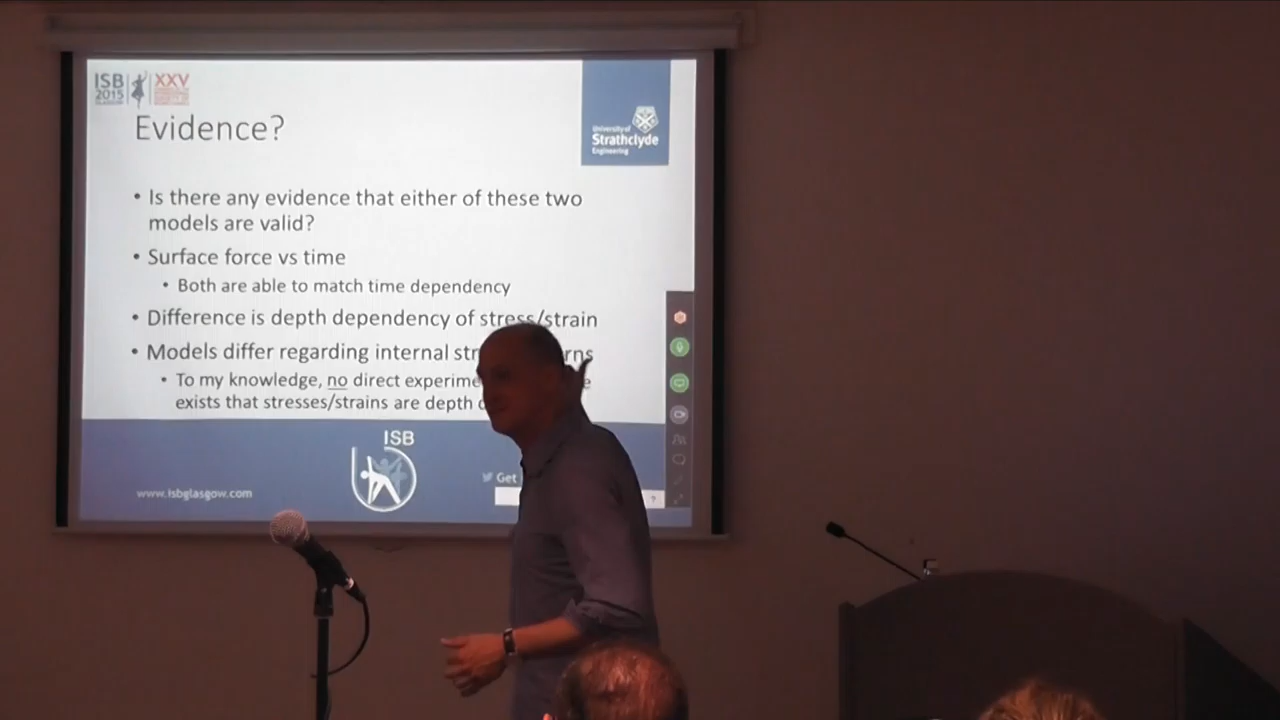 ISB
2015
XXV
University of
Strathclyde
Engineering
Evidence?
• Is there any evidence that either of these two
models are valid?
• Surface force vs time
• Both are able to match time dependency
• Difference is depth dependency of stress/strain
• Models differ regarding internal
• To my knowledge, no direct
exists that stresses/strains are depth
ISB
www.isbglasgow.com
Get
?